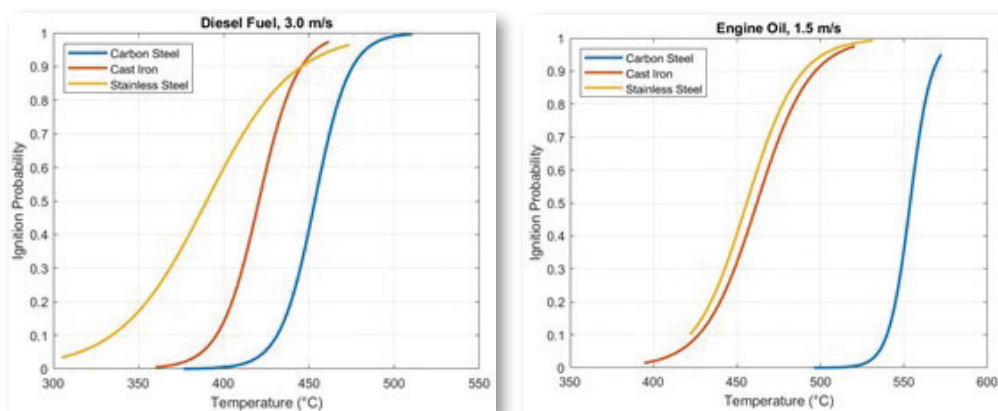 Diesel Fuel, 3.0 m/s
1
0.9
0.8
0.7
0.6
0.5
0.4
0.3
0.2
0.1
0
Ignition Probability
Carbon Steel
Cast Iron
Stainless Steel
300 350 400 450 500 550
Temperature (°C)
Engine Oil, 1.5 m/s
1
0.9
0.8
0.7
0.6
0.5
0.4
0.3
0.2
0.1
0
Ignition Probability
Carbon Steel
Cast Iron
Stainless Steel
350 400 450 500 550 600
Temperature (°C)